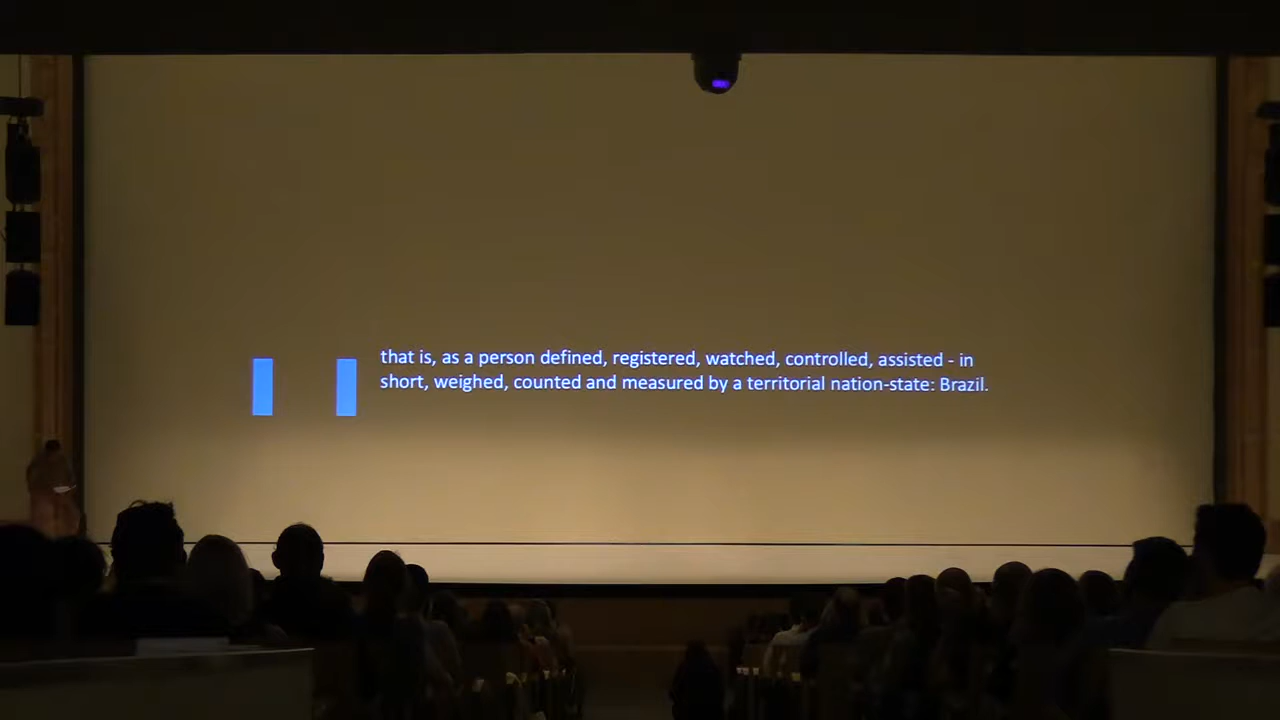 that is, as a person defined, registered, watched, controlled, assisted - in
short, weighed, counted and measured by a territorial nation-state: Brazil.